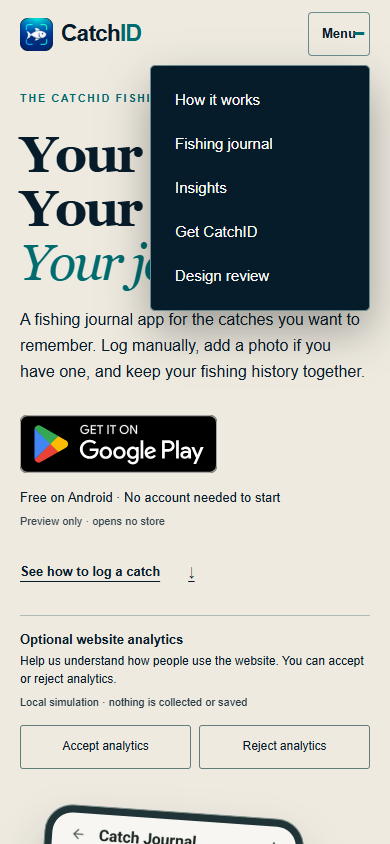 CatchID
Menu
How it works
Fishing journal
Insights
Get CatchID
Design review
THE CATCHID
Your
Your
Your
A fishing journal app for the catches you want to
remember. Log manually, add a photo if you
have one, and keep your fishing history together.
GET IT ON
Google Play
Free on Android · No account needed to start
Preview only · opens no store
See how to log a catch ↓
Optional website analytics
Help us understand how people use the website. You can accept
or reject analytics.
Local simulation · nothing is collected or saved
Accept analytics
Reject analytics
← Catch Journal